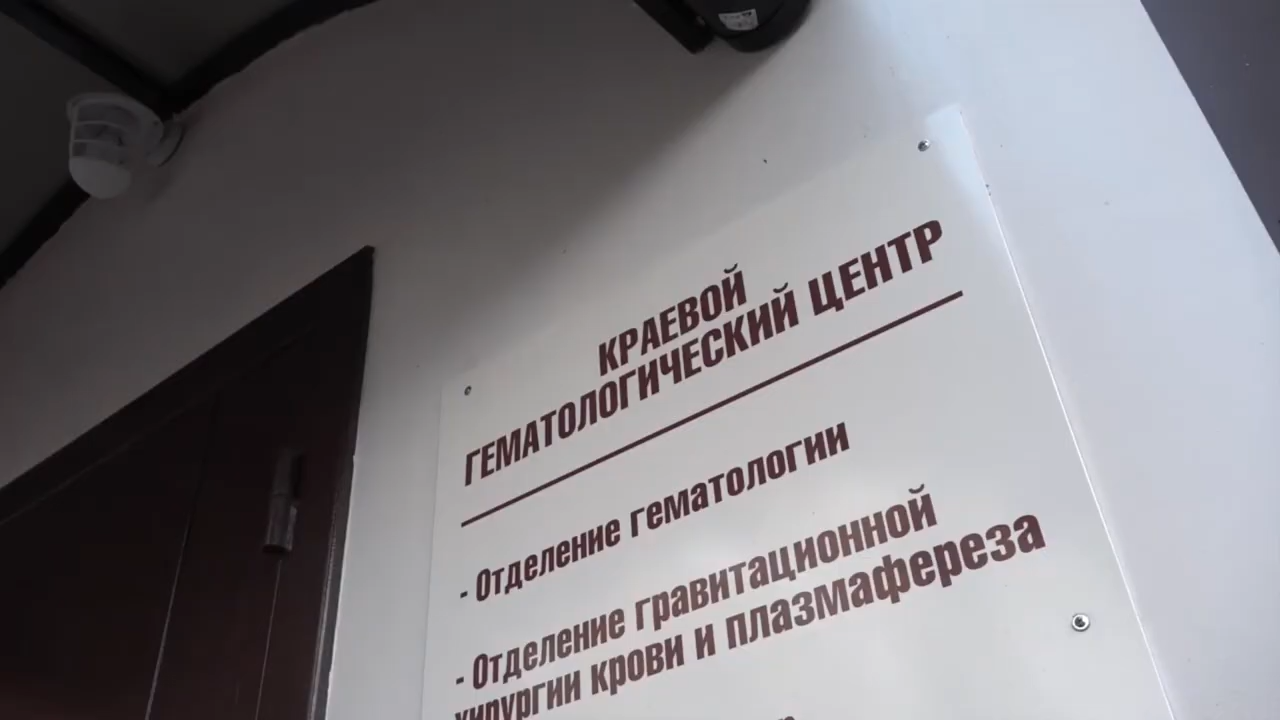 КРАЕВОЙ
ГЕМАТОЛОГИЧЕСКИЙ ЦЕНТР
- Отделение гематологии
- Отделение гравитационной
хирургии крови и плазмафереза